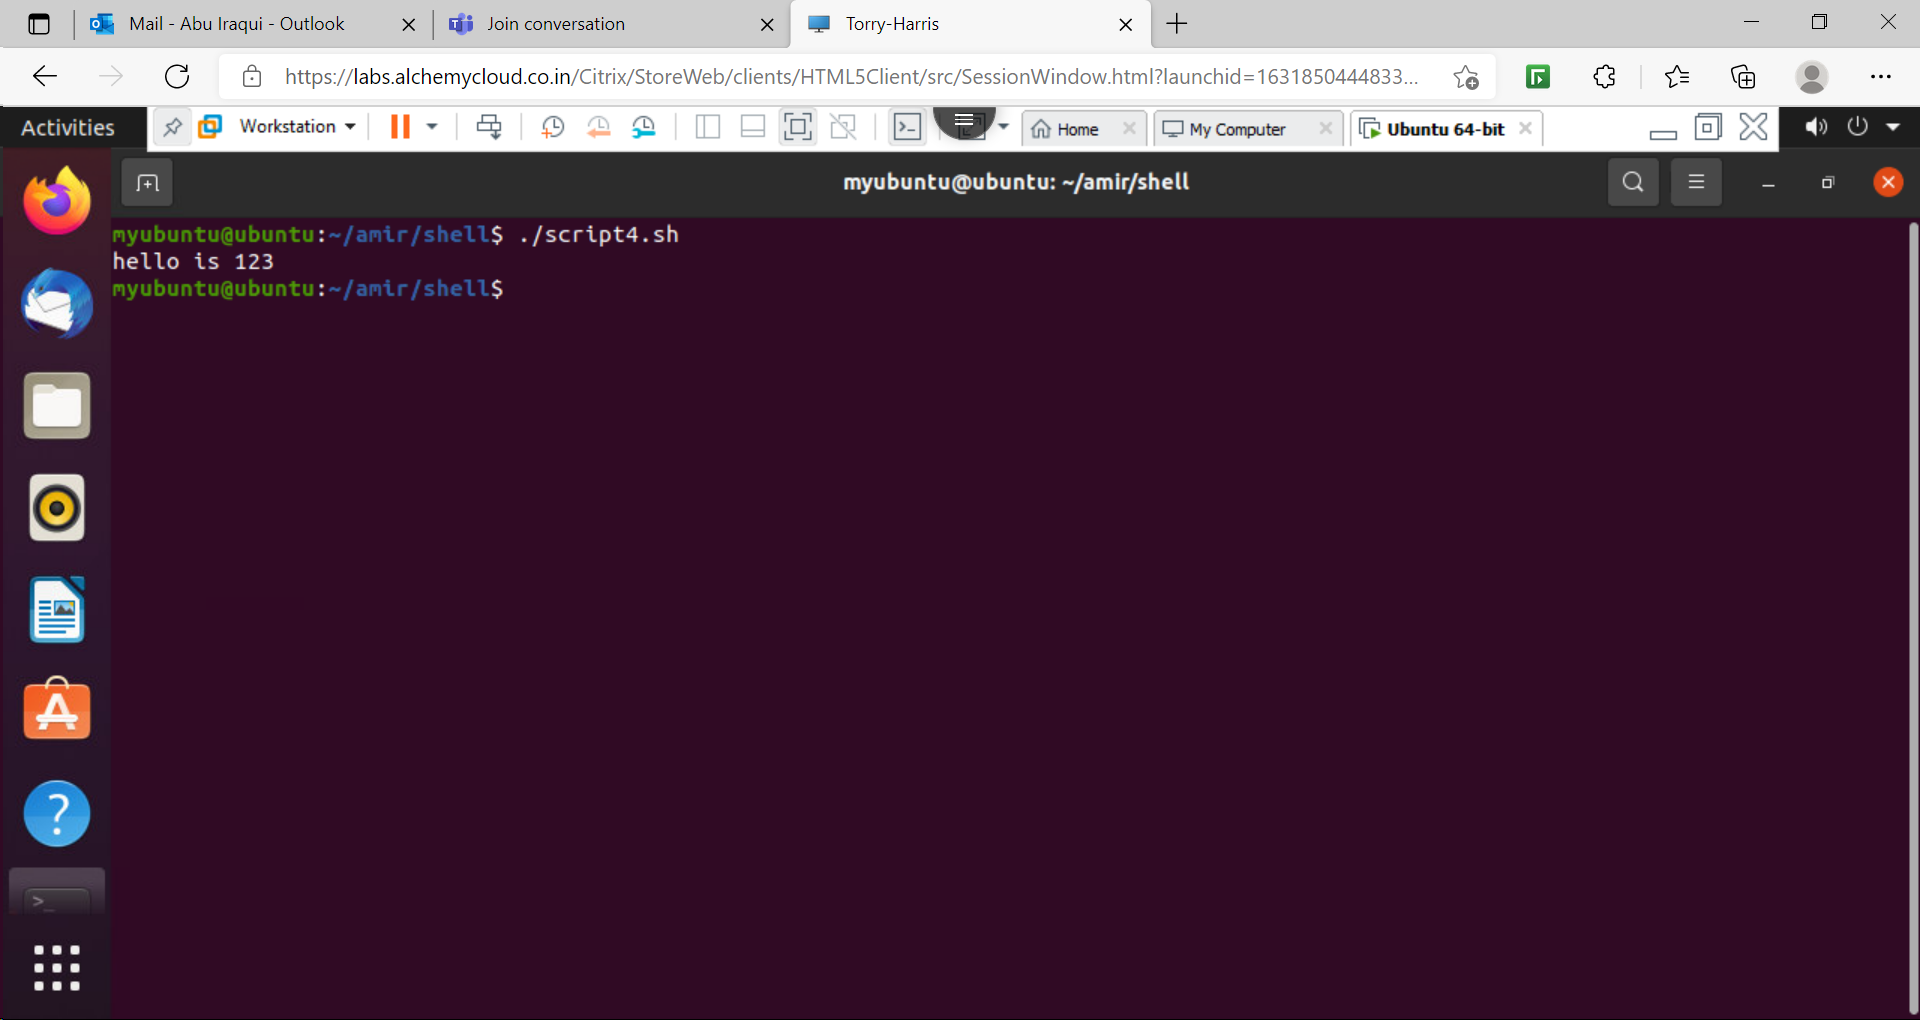 Mail - Abu Iraqui - Outlook
Join conversation
Torry-Harris
https://labs.alchemycloud.co.in/Citrix/StoreWeb/clients/HTML5Client/src/SessionWindow.html?launchid=1631850444833...
Activities
Workstation
Home
My Computer
Ubuntu 64-bit
myubuntu@ubuntu: ~/amir/shell
myubuntu@ubuntu:~/amir/shell$ ./script4.sh
hello is 123
myubuntu@ubuntu:~/amir/shell$